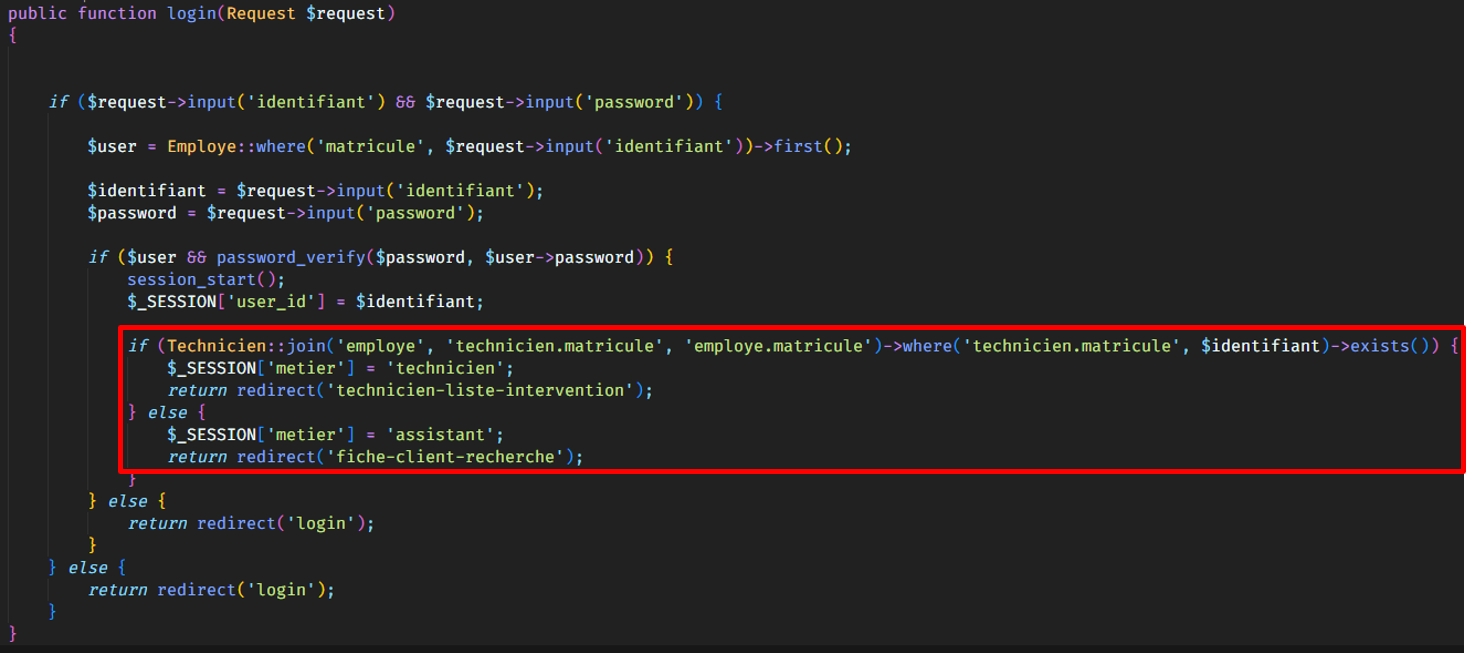 public function login(Request $request)
{
if ($request->input('identifiant') && $request->input('password')) {
$user = Employe::where('matricule', $request->input('identifiant'))->first();
$identifiant = $request->input('identifiant');
$password = $request->input('password');
if ($user && password_verify($password, $user->password)) {
session_start();
$_SESSION['user_id'] = $identifiant;
if (Technicien::join('employe', 'technicien.matricule', 'employe.matricule')->where('technicien.matricule', $identifiant)->exists()) {
$_SESSION['metier'] = 'technicien';
return redirect('technicien-liste-intervention');
} else {
$_SESSION['metier'] = 'assistant';
return redirect('fiche-client-recherche');
}
} else {
return redirect('login');
}
} else {
return redirect('login');
}
}